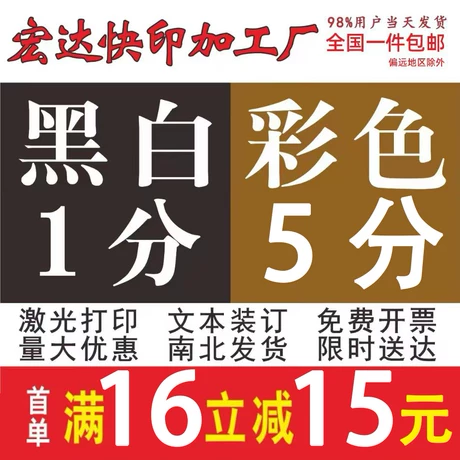 宏达快印加工厂
98%用户当天发货
全国一件包邮
偏远地区除外
黑白
1分
彩色
5分
激光打印 文本装订 免费开票
量大优惠 南北发货 限时送达
首单 满16立减15元